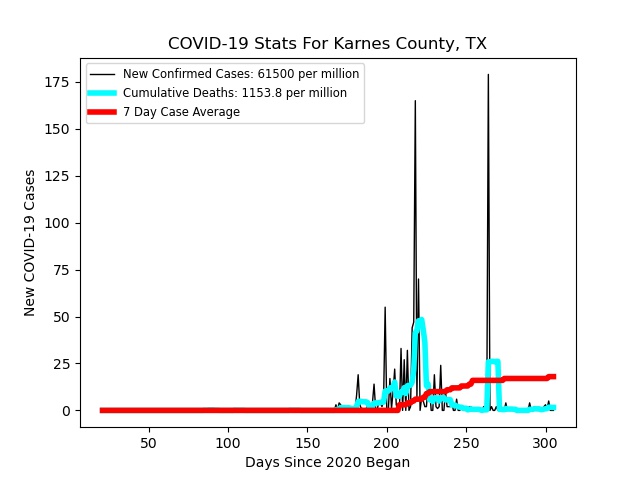 COVID-19 Stats For Karnes County, TX
New Confirmed Cases: 61500 per million
Cumulative Deaths: 1153.8 per million
7 Day Case Average
New COVID-19 Cases
175
150
125
100
75
50
25
0
50 100 150 200 250 300
Days Since 2020 Began